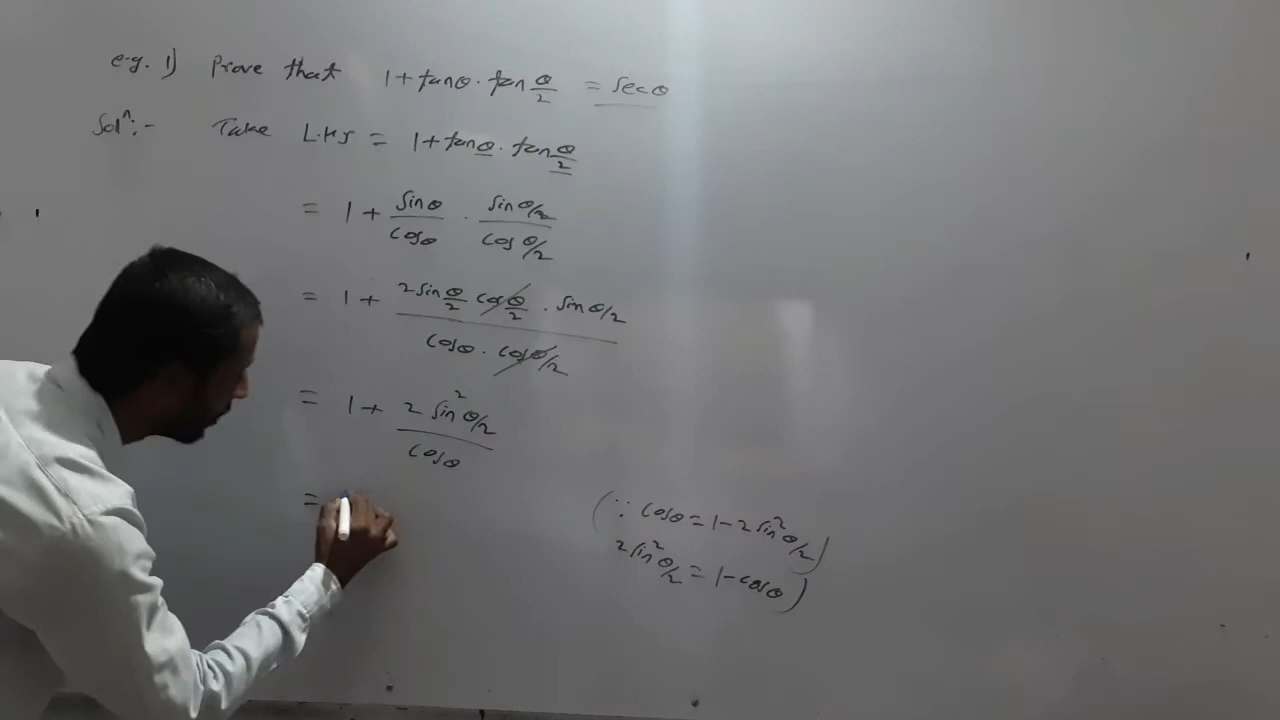 e.g. 1) Prove that 1 + tanθ · tan θ/2 = secθ
Solⁿ:- Take L.H.S = 1 + tanθ · tan θ/2
= 1 + sinθ/cosθ · sin θ/2 / cos θ/2
= 1 + 2 sin θ/2 cos θ/2 · sin θ/2 / cosθ · cos θ/2
= 1 + 2 sin² θ/2 / cosθ
=
(∵ cosθ = 1 - 2 sin² θ/2)
2 sin² θ/2 = 1 - cosθ)